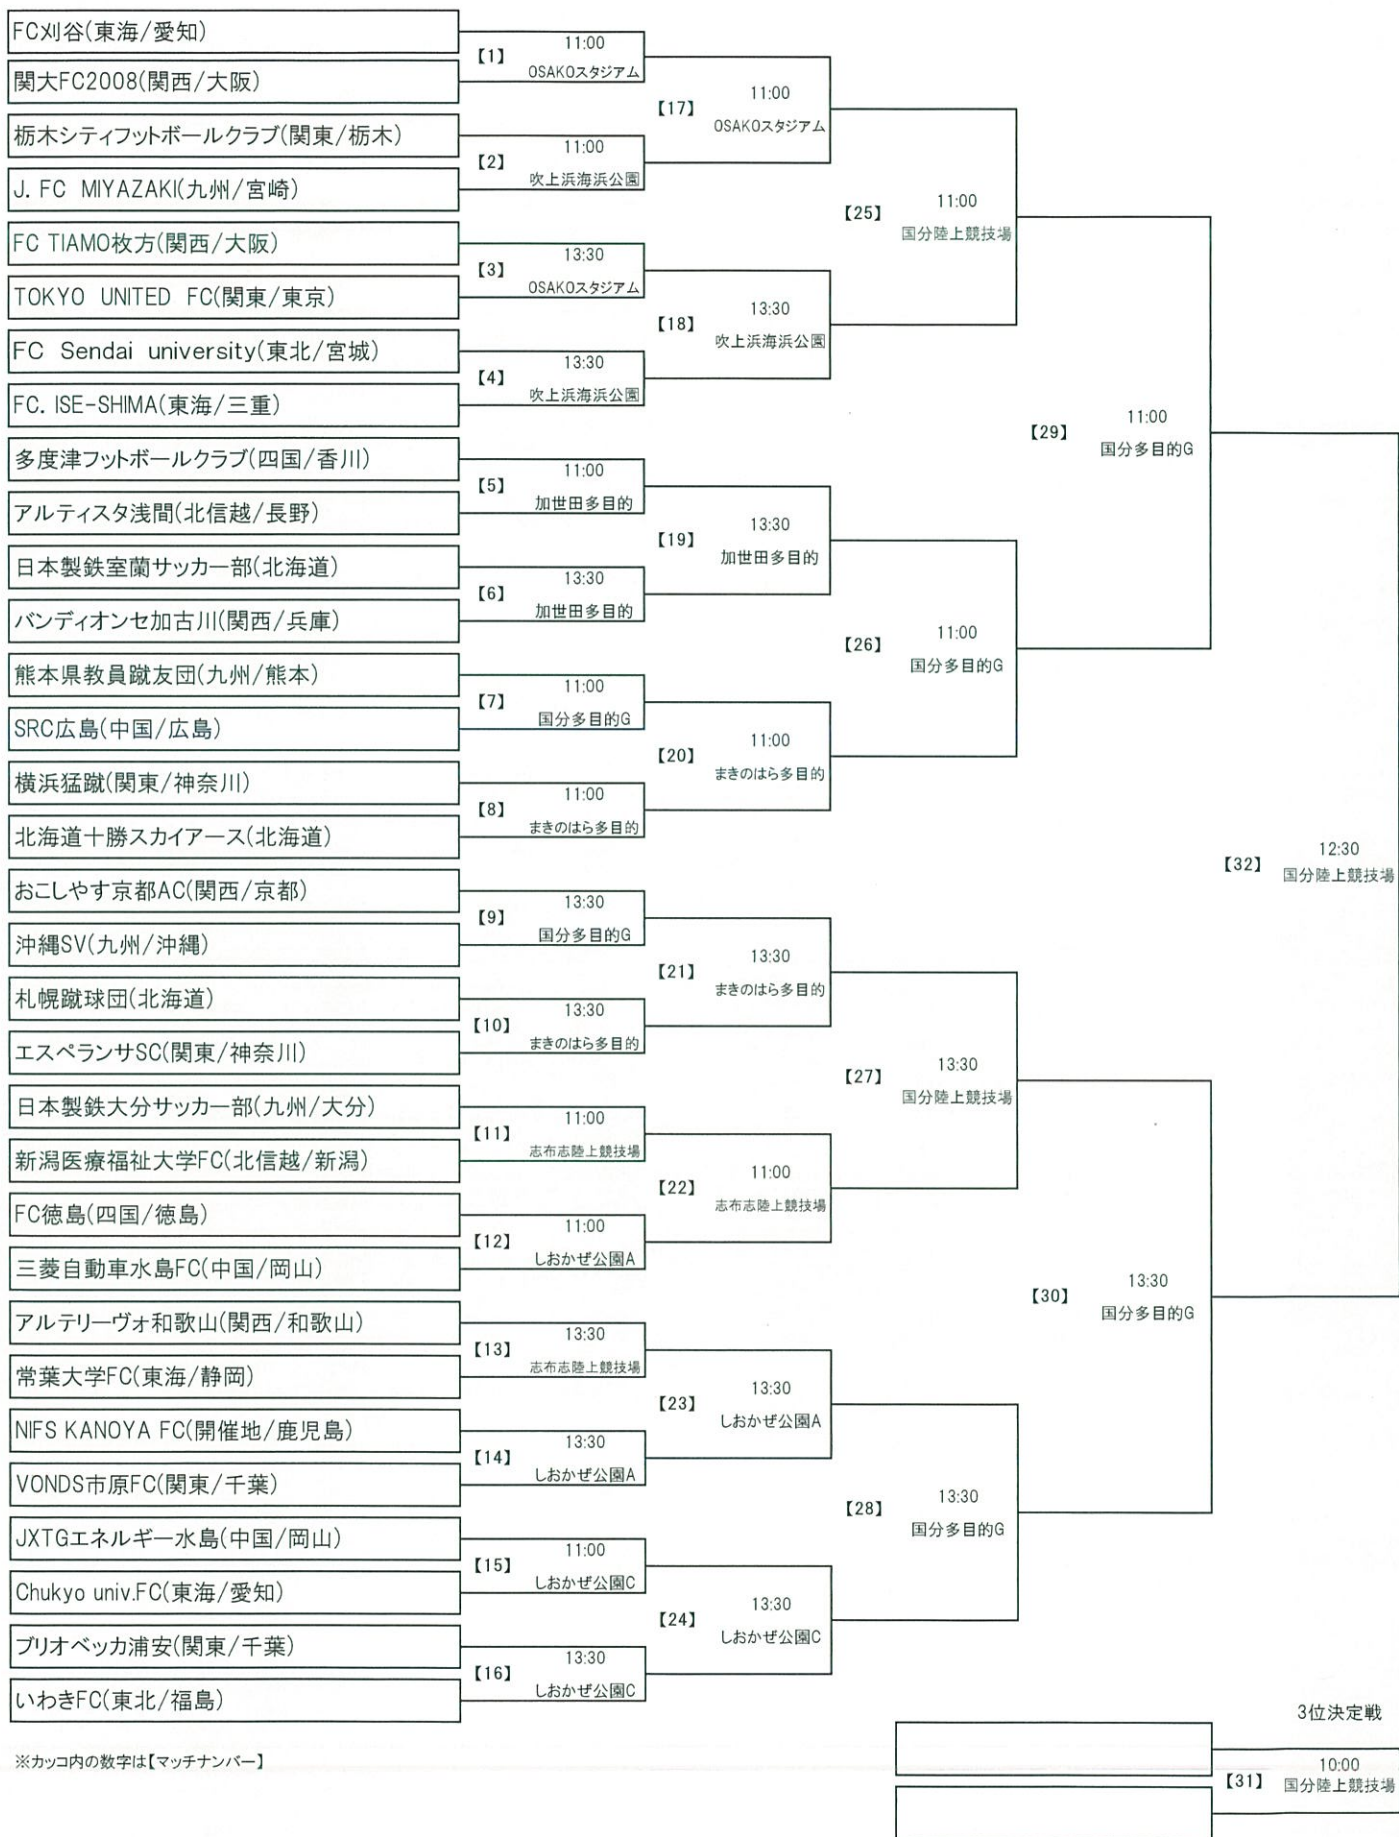 FC刈谷(東海/愛知)
関大FC2008(関西/大阪)
栃木シティフットボールクラブ(関東/栃木)
J. FC MIYAZAKI(九州/宮崎)
FC TIAMO枚方(関西/大阪)
TOKYO UNITED FC(関東/東京)
FC Sendai university(東北/宮城)
FC. ISE-SHIMA(東海/三重)
多度津フットボールクラブ(四国/香川)
アルティスタ浅間(北信越/長野)
日本製鉄室蘭サッカー部(北海道)
バンディオンセ加古川(関西/兵庫)
熊本県教員蹴友団(九州/熊本)
SRC広島(中国/広島)
横浜猛蹴(関東/神奈川)
北海道十勝スカイアース(北海道)
おこしやす京都AC(関西/京都)
沖縄SV(九州/沖縄)
札幌蹴球団(北海道)
エスペランサSC(関東/神奈川)
日本製鉄大分サッカー部(九州/大分)
新潟医療福祉大学FC(北信越/新潟)
FC徳島(四国/徳島)
三菱自動車水島FC(中国/岡山)
アルテリーヴォ和歌山(関西/和歌山)
常葉大学FC(東海/静岡)
NIFS KANOYA FC(開催地/鹿児島)
VONDS市原FC(関東/千葉)
JXTGエネルギー水島(中国/岡山)
Chukyo univ.FC(東海/愛知)
ブリオベッカ浦安(関東/千葉)
いわきFC(東北/福島)
【1】 11:00
OSAKOスタジアム
【2】 11:00
吹上浜海浜公園
【3】 13:30
OSAKOスタジアム
【4】 13:30
吹上浜海浜公園
【5】 11:00
加世田多目的
【6】 13:30
加世田多目的
【7】 11:00
国分多目的G
【8】 11:00
まきのはら多目的
【9】 13:30
国分多目的G
【10】 13:30
まきのはら多目的
【11】 11:00
志布志陸上競技場
【12】 11:00
しおかぜ公園A
【13】 13:30
志布志陸上競技場
【14】 13:30
しおかぜ公園A
【15】 11:00
しおかぜ公園C
【16】 13:30
しおかぜ公園C
【17】 11:00
OSAKOスタジアム
【18】 13:30
吹上浜海浜公園
【19】 13:30
加世田多目的
【20】 11:00
まきのはら多目的
【21】 13:30
まきのはら多目的
【22】 11:00
志布志陸上競技場
【23】 13:30
しおかぜ公園A
【24】 13:30
しおかぜ公園C
【25】 11:00
国分陸上競技場
【26】 11:00
国分多目的G
【27】 13:30
国分陸上競技場
【28】 13:30
国分多目的G
【29】 11:00
国分多目的G
【30】 13:30
国分多目的G
【32】 12:30
国分陸上競技場
3位決定戦
【31】 10:00
国分陸上競技場
※カッコ内の数字は【マッチナンバー】